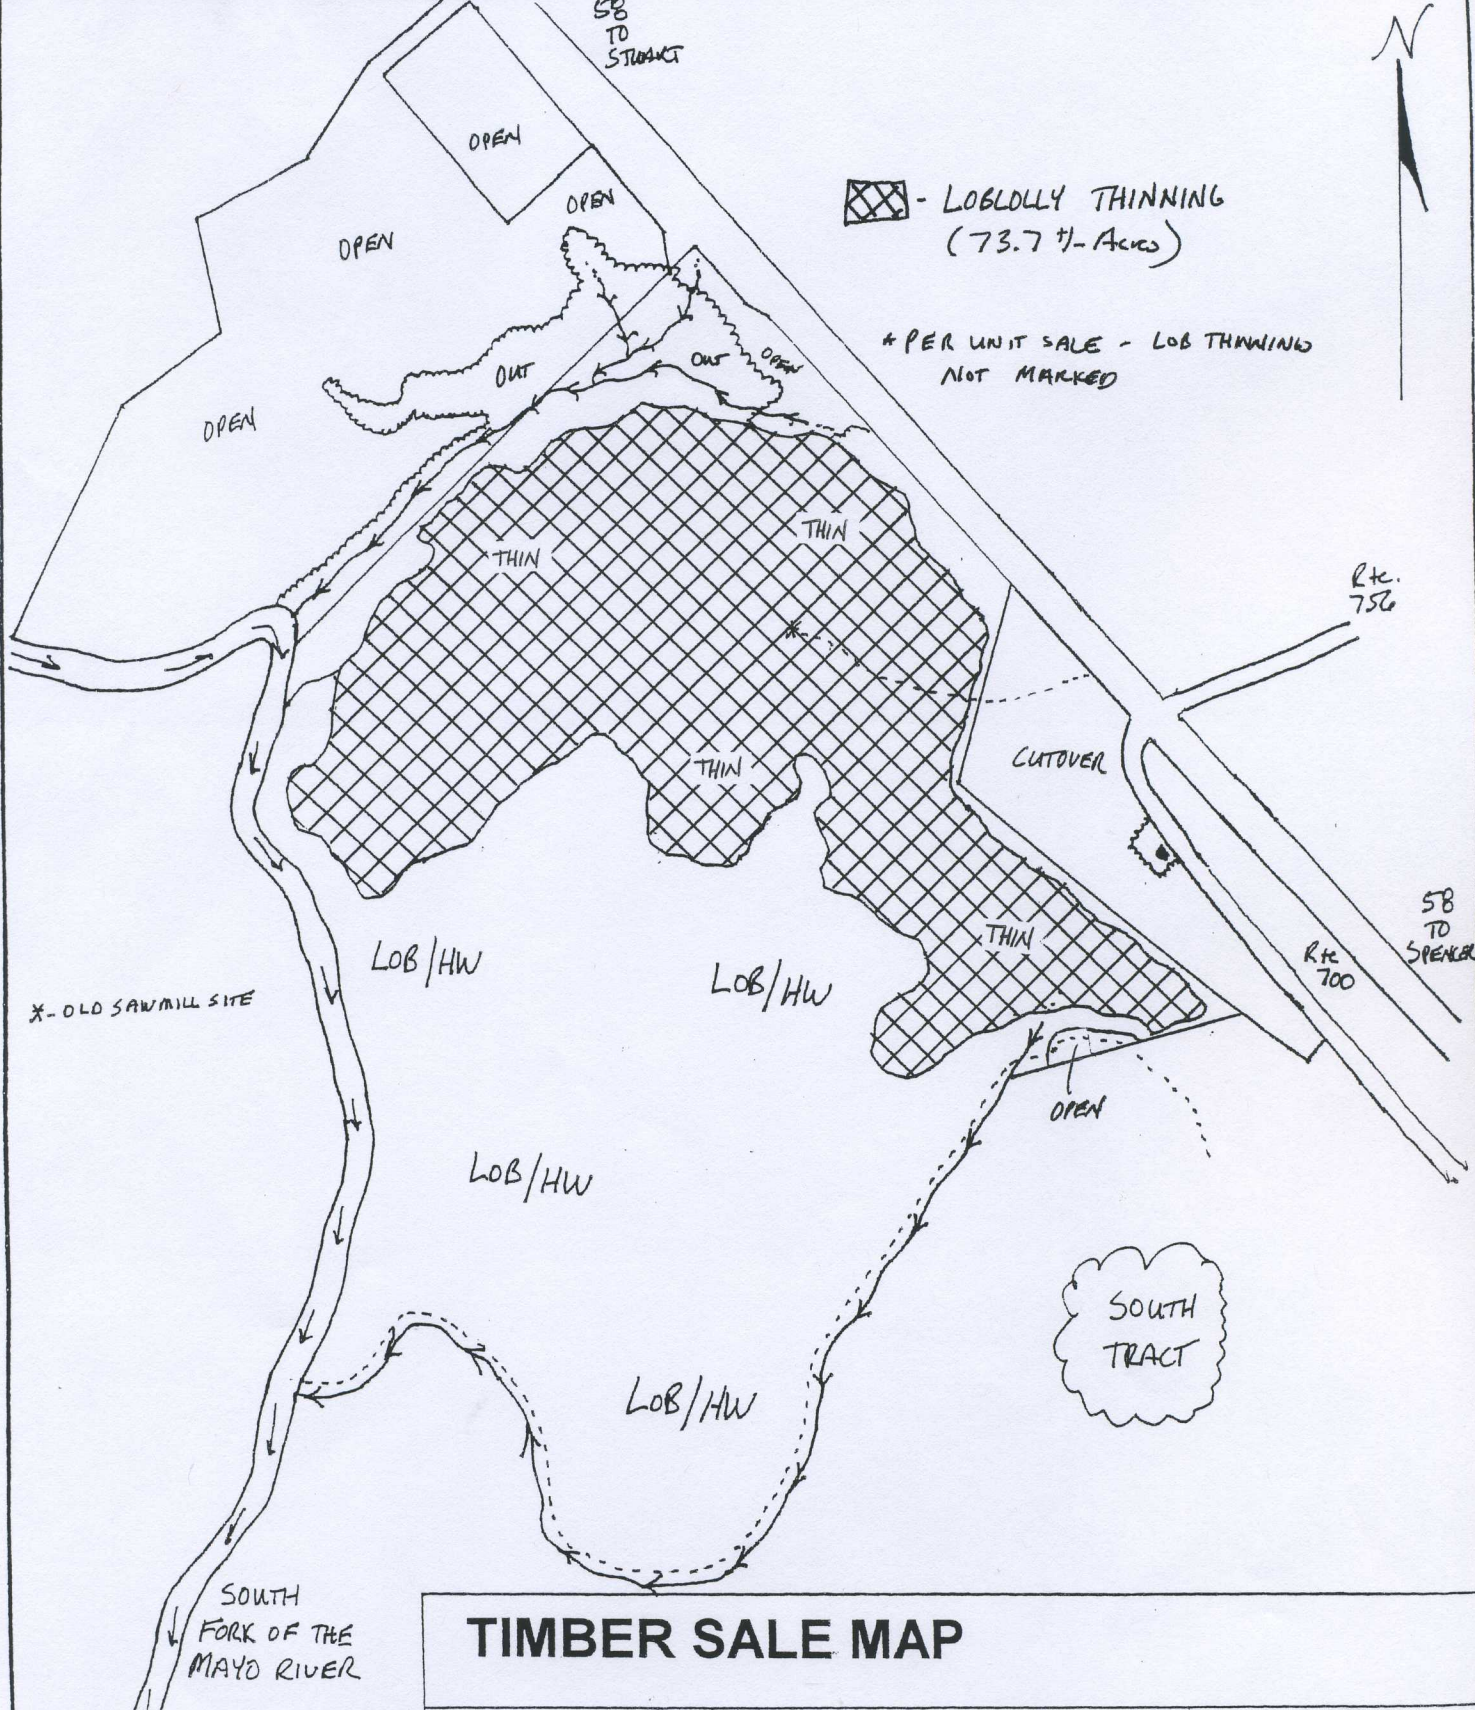 58
TO
STUART
N
OPEN
OPEN
OPEN
- LOBLOLLY THINNING
(73.7 +/- Acres)
* PER UNIT SALE - LOB THINNING
NOT MARKED
OUT
OUT
OPEN
OPEN
THIN
THIN
Rte.
756
THIN
CUTOVER
58
TO
SPENCER
THIN
Rte
700
LOB/HW
LOB/HW
X - OLD SAWMILL SITE
OPEN
LOB/HW
SOUTH
TRACT
LOB/HW
SOUTH
FORK OF THE
MAYO RIVER
TIMBER SALE MAP